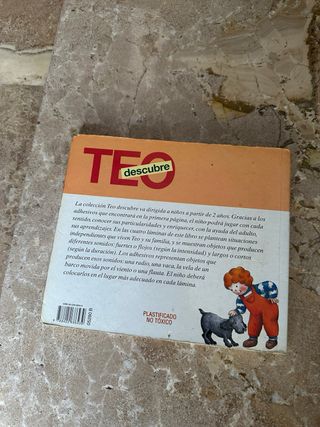 TEO
descubre
La colección Teo descubre va dirigida a niños a partir de 2 años. Gracias a los
adhesivos que encontrará en la primera página, el niño podrá jugar con cada
sentido, conocer sus particularidades y enriquecer, con la ayuda del adulto,
sus aprendizajes. En las cuatro láminas de este libro se plantean situaciones
independientes que viven Teo y su familia, y se muestran objetos que producen
diferentes sonidos: fuertes o flojos (según la intensidad) y largos o cortos
(según la duración). Los adhesivos representan objetos que
producen esos sonidos: una radio, una vaca, la vela de un
barco movida por el viento o una flauta. El niño deberá
colocarlos en el lugar más adecuado en cada lámina.
PLASTIFICADO
NO TÓXICO